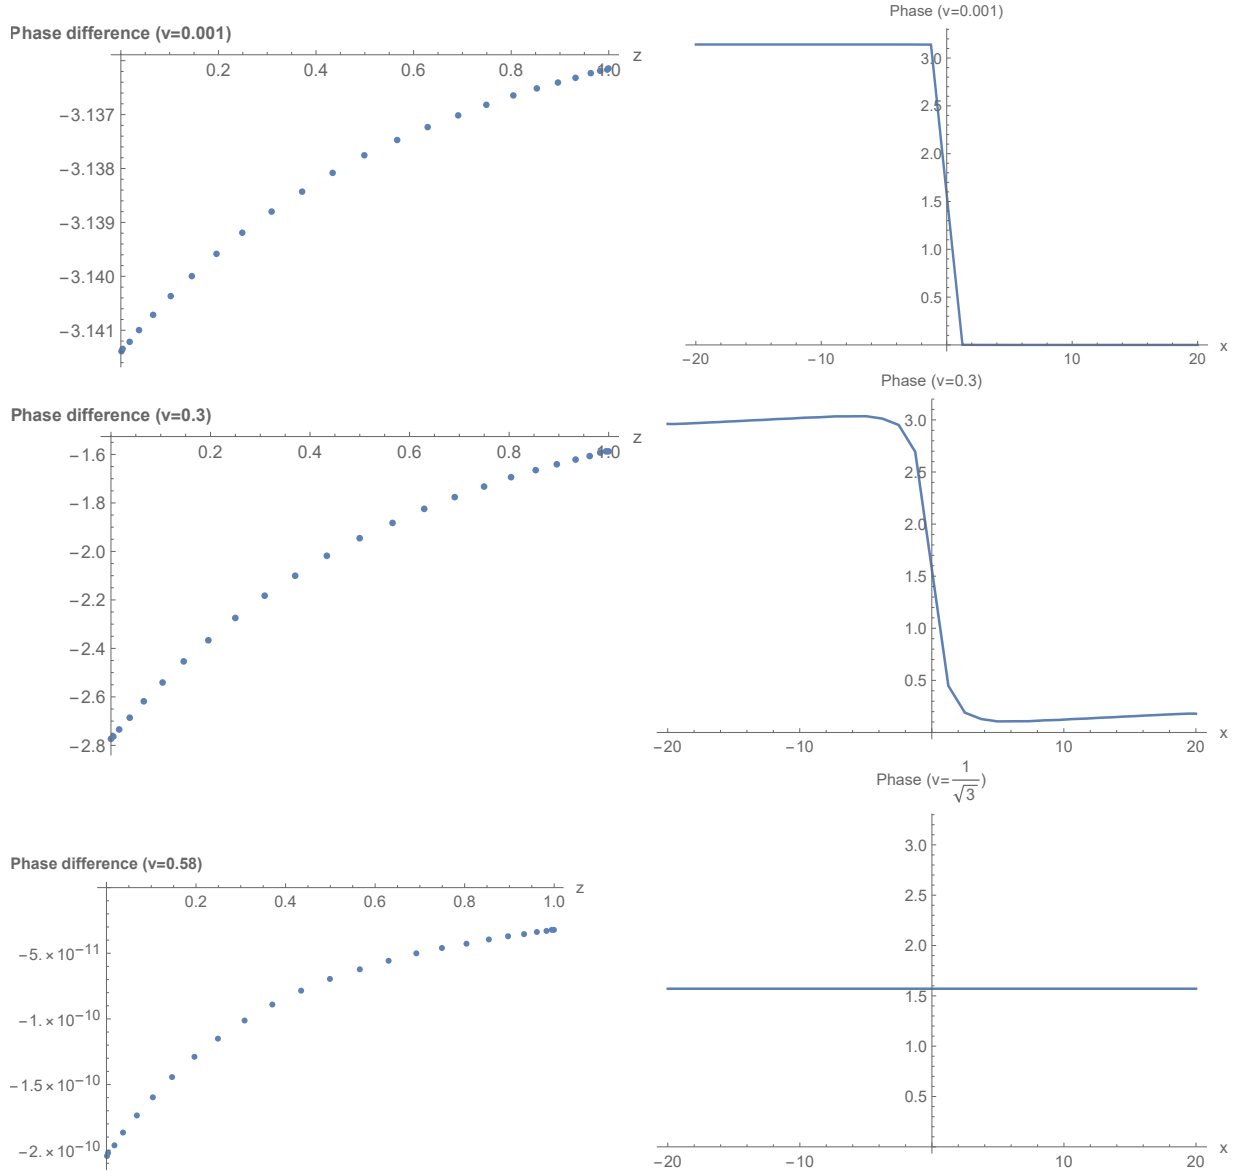 Phase difference (v=0.001)
z
0.2 0.4 0.6 0.8 1.0
−3.137
−3.138
−3.139
−3.140
−3.141
Phase (v=0.001)
3.0
2.5
2.0
1.5
1.0
0.5
−20 −10 10 20 x
Phase difference (v=0.3)
z
0.2 0.4 0.6 0.8 1.0
−1.6
−1.8
−2.0
−2.2
−2.4
−2.6
−2.8
Phase (v=0.3)
3.0
2.5
2.0
1.5
1.0
0.5
−20 −10 10 20 x
Phase difference (v=0.58)
z
0.2 0.4 0.6 0.8 1.0
−5.×10⁻¹¹
−1.×10⁻¹⁰
−1.5×10⁻¹⁰
−2.×10⁻¹⁰
Phase (v=1/√3)
3.0
2.5
2.0
1.5
1.0
0.5
−20 −10 10 20 x